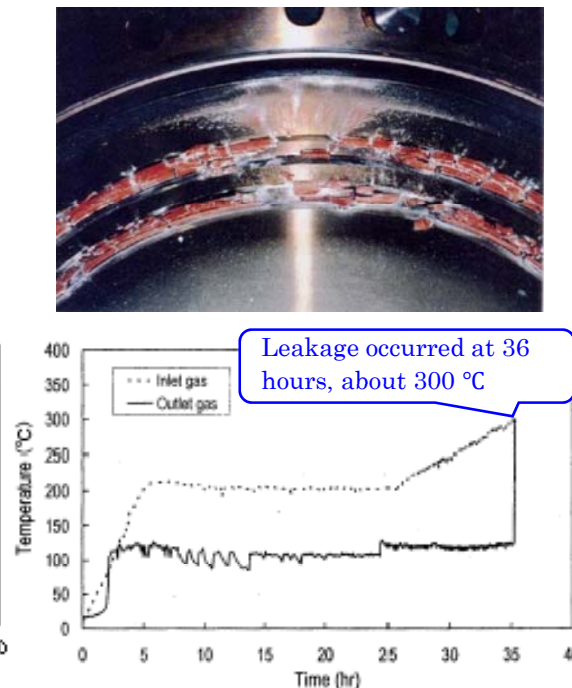 Leakage occurred at 36
hours, about 300 ℃
400
350
300
250
200
150
100
50
0
Temperature (°C)
Inlet gas
Outlet gas
0 5 10 15 20 25 30 35 40
Time (hr)